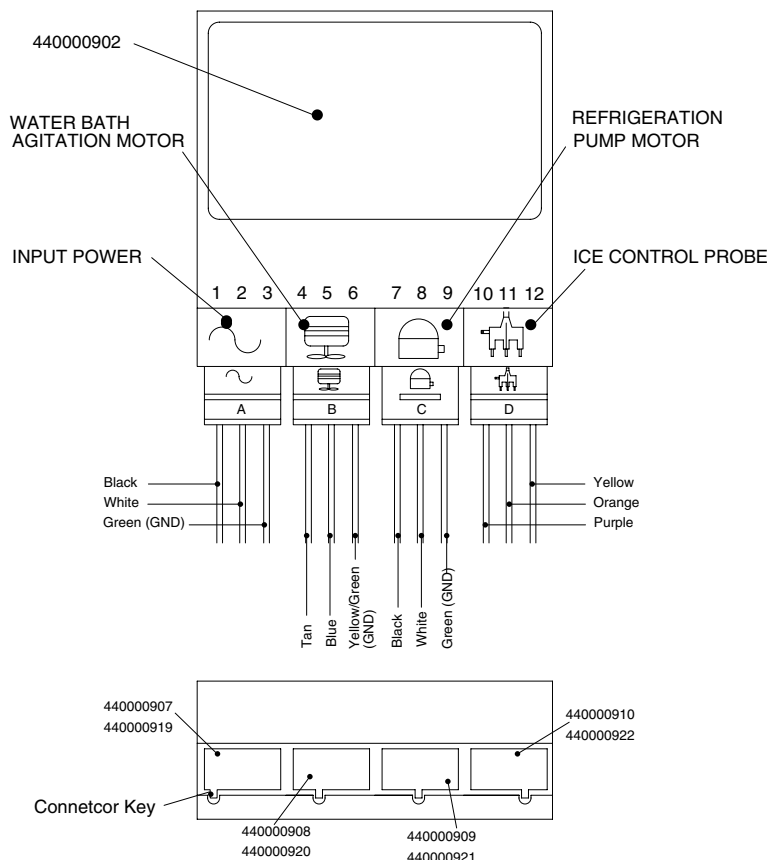 440000902
WATER BATH
AGITATION MOTOR
REFRIGERATION
PUMP MOTOR
INPUT POWER
ICE CONTROL PROBE
1 2 3 4 5 6 7 8 9 10 11 12
A B C D
Black
White
Green (GND)
Yellow
Orange
Purple
Tan
Blue
Yellow/Green
(GND)
Black
White
Green (GND)
440000907
440000919
440000910
440000922
Connetcor Key
440000908
440000920
440000909
440000921